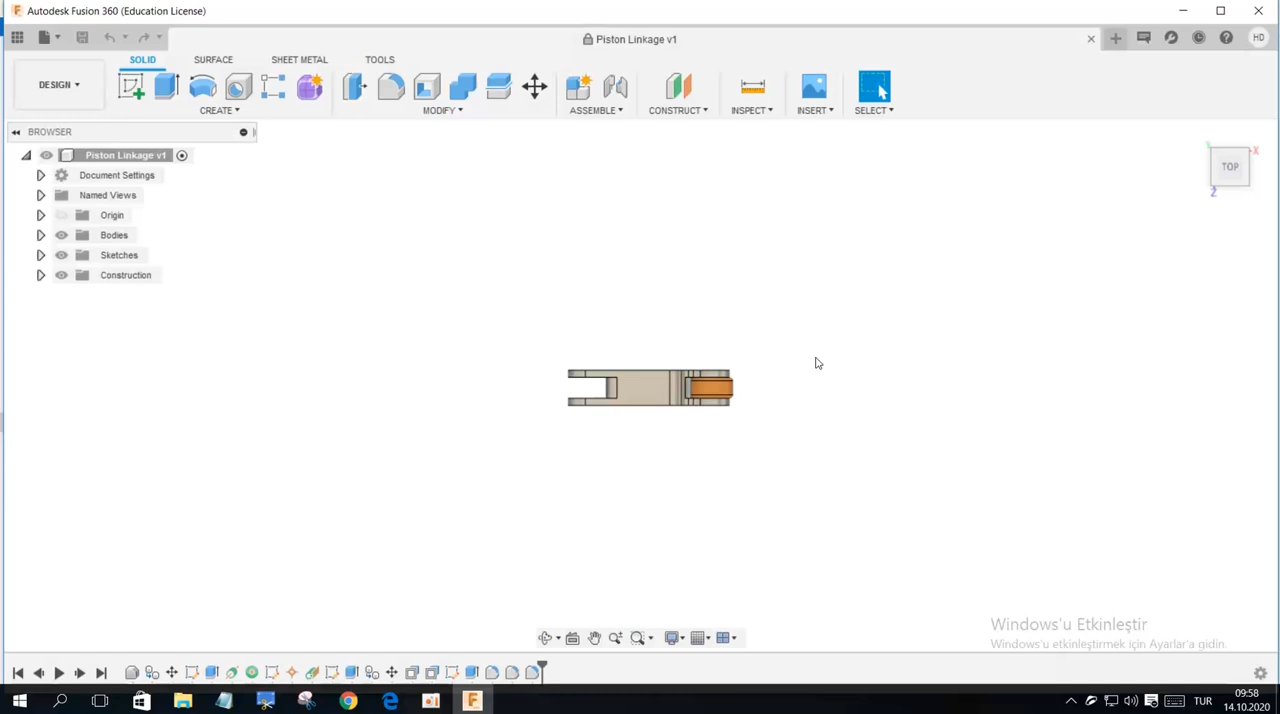 Autodesk Fusion 360 (Education License)
Piston Linkage v1
HD
SOLID SURFACE SHEET METAL TOOLS
DESIGN
CREATE MODIFY ASSEMBLE CONSTRUCT INSPECT INSERT SELECT
BROWSER
Piston Linkage v1
Document Settings
Named Views
Origin
Bodies
Sketches
Construction
X
TOP
Z
Windows'u Etkinleştir
Windows'u etkinleştirmek için Ayarlar'a gidin.
TUR
09:58
14.10.2020